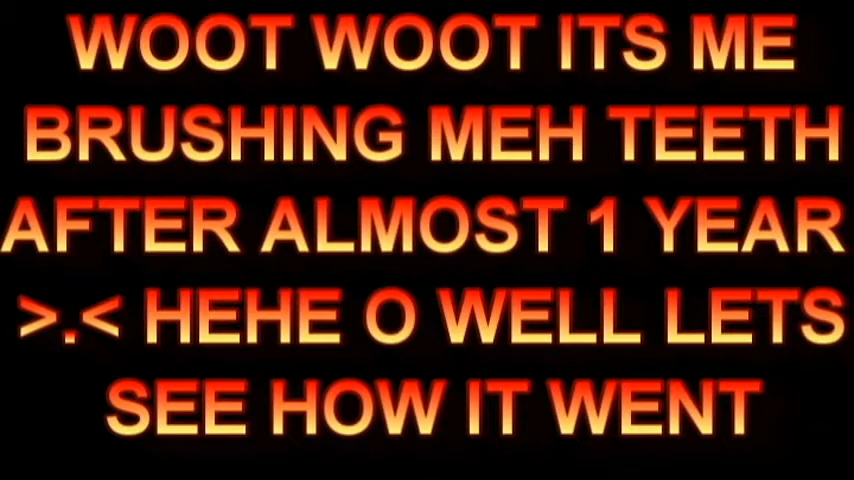 WOOT WOOT ITS ME
BRUSHING MEH TEETH
AFTER ALMOST 1 YEAR
>.< HEHE O WELL LETS
SEE HOW IT WENT